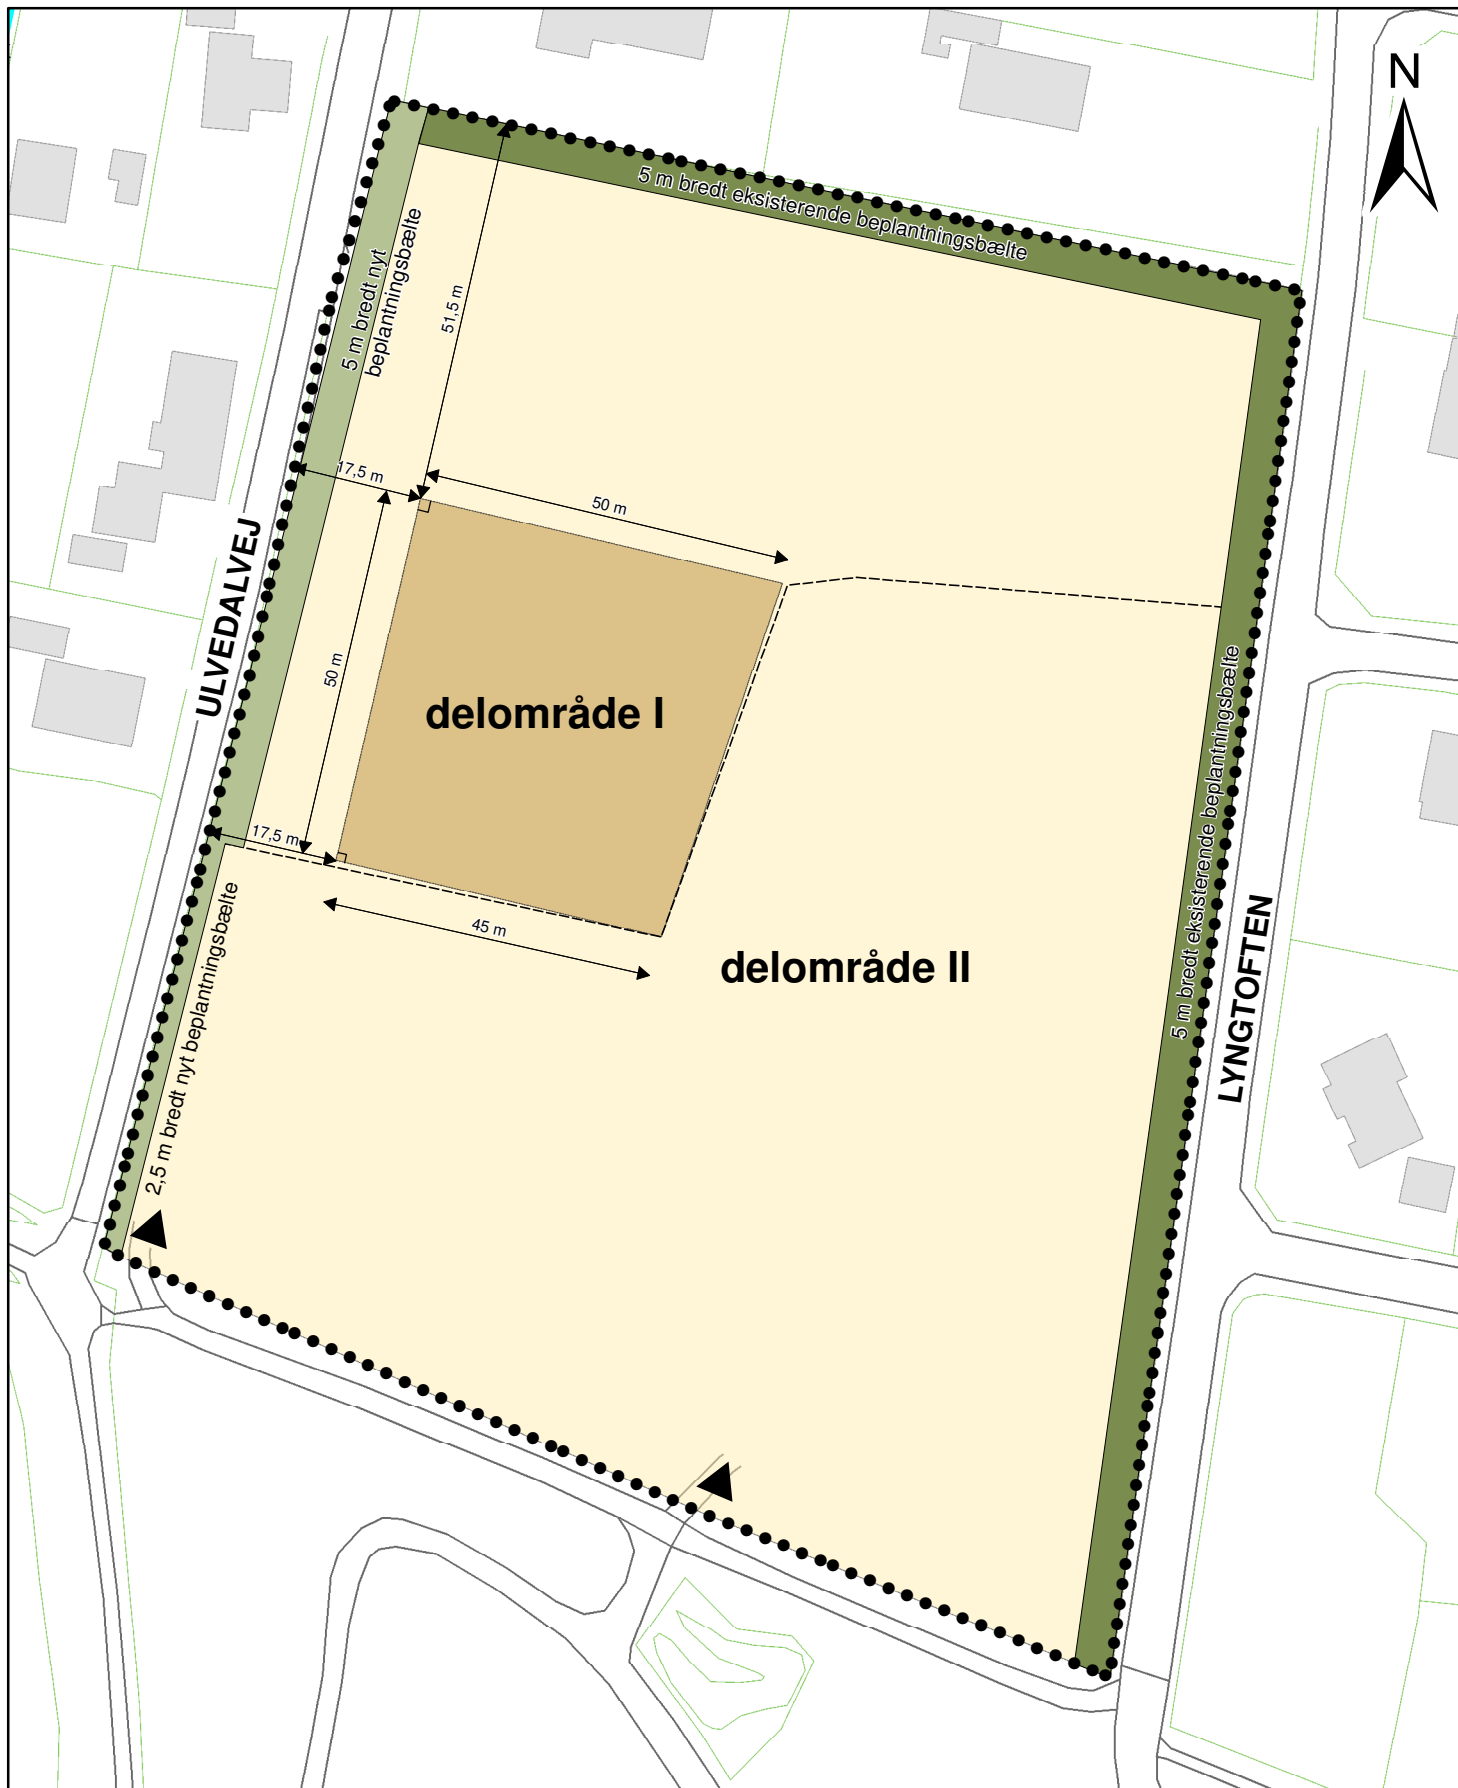 N
5 m bredt eksisterende beplantningsbælte
5 m bredt nyt
beplantningsbælte
51,5 m
17,5 m
50 m
ULVEDALVEJ
50 m
delområde I
5 m bredt eksisterende beplantningsbælte
17,5 m
45 m
delområde II
LYNGTOFTEN
2,5 m bredt nyt beplantningsbælte